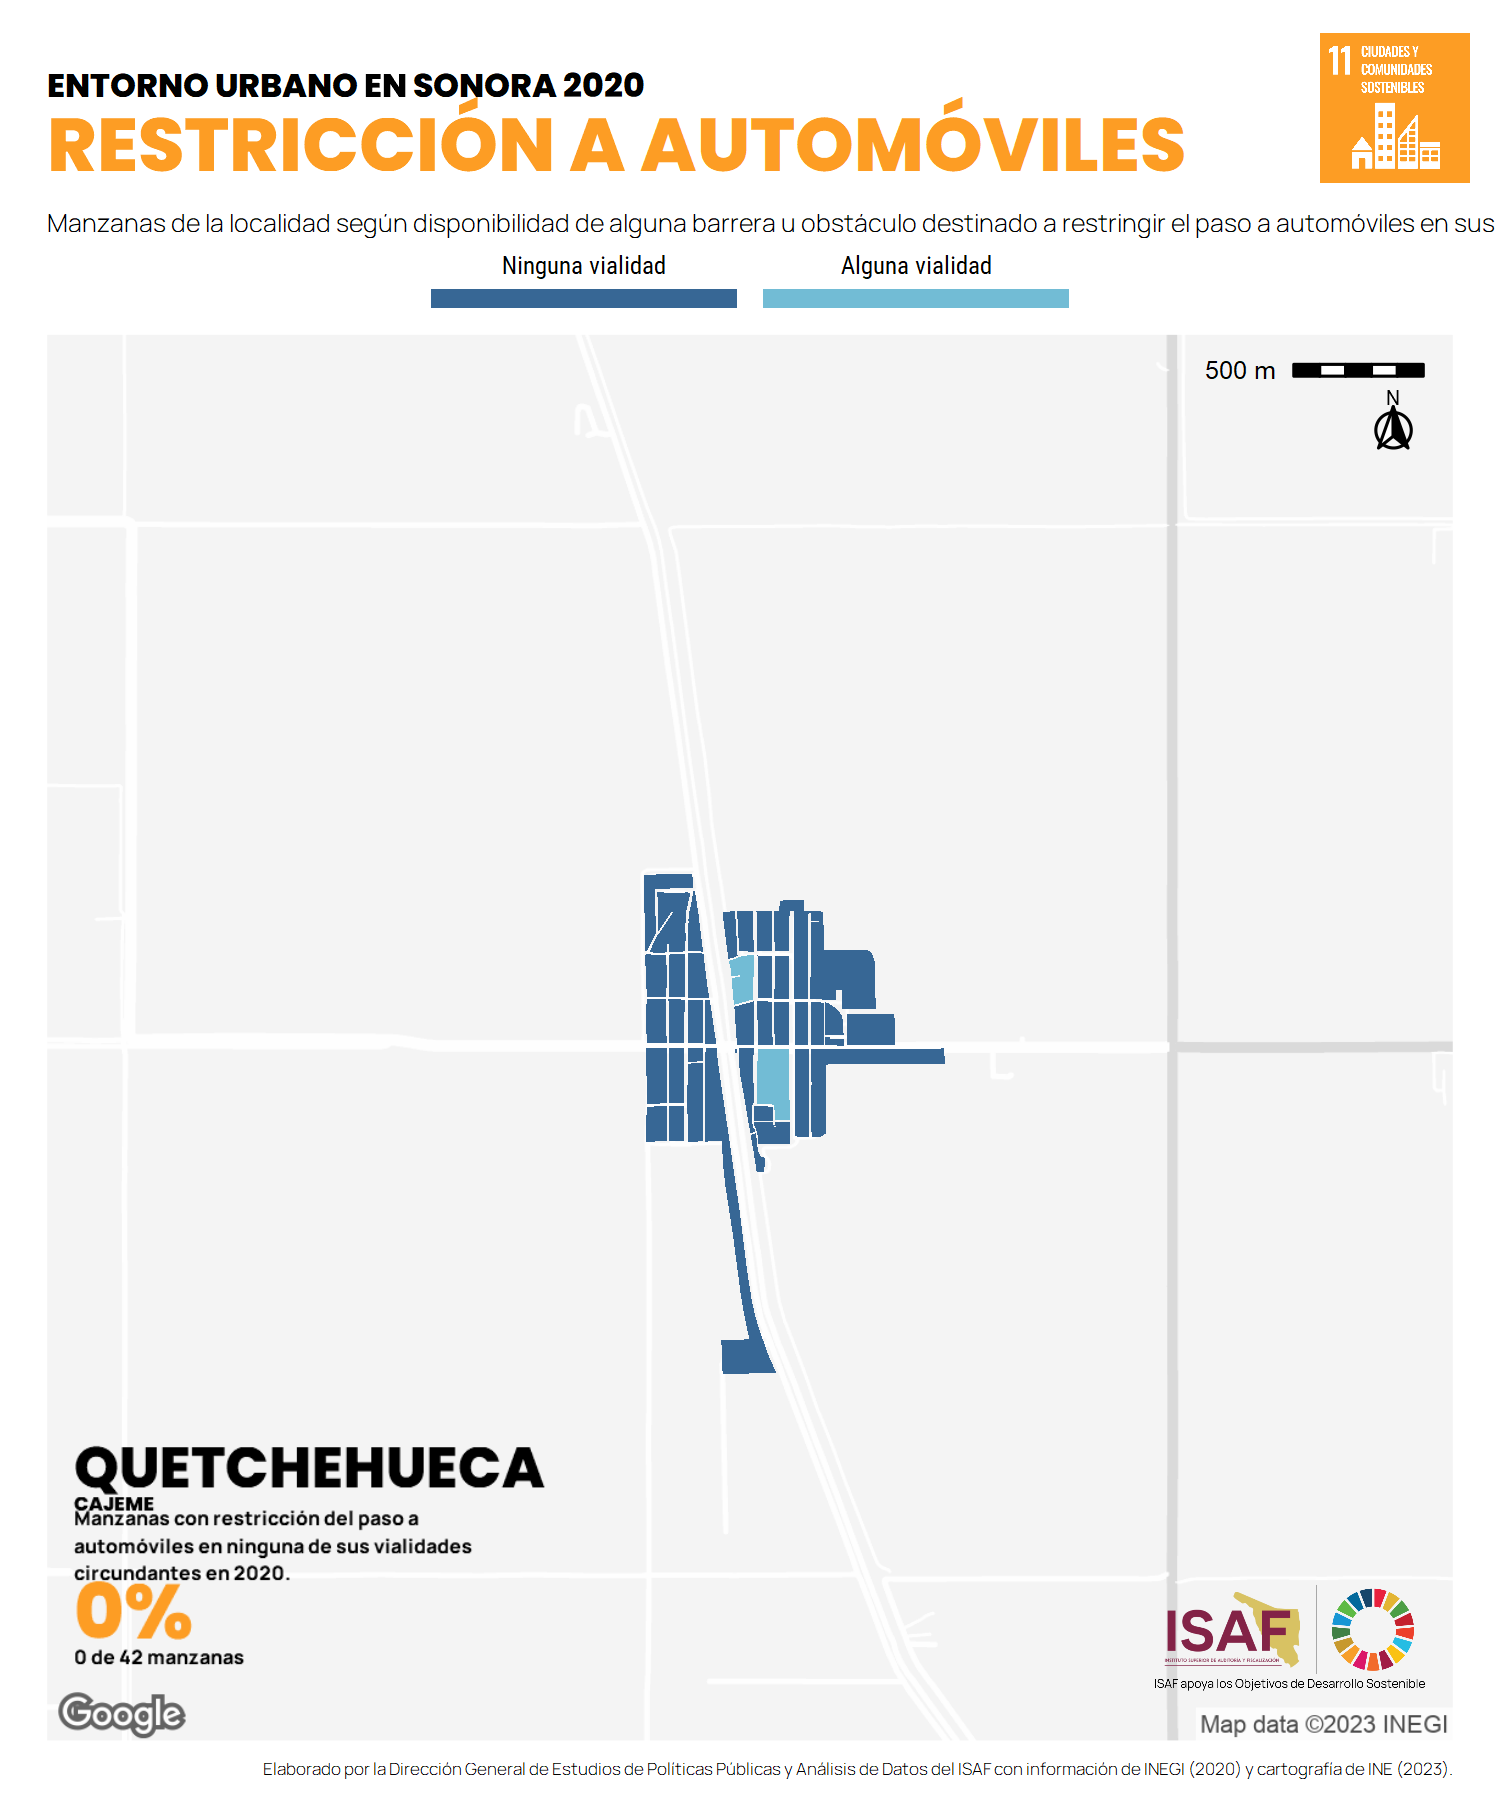 ENTORNO URBANO EN SONORA 2020
RESTRICCIÓN A AUTOMÓVILES
11 CIUDADES Y
COMUNIDADES
SOSTENIBLES
Manzanas de la localidad según disponibilidad de alguna barrera u obstáculo destinado a restringir el paso a automóviles en sus
Ninguna vialidad
Alguna vialidad
500 m
N
QUETCHEHUECA
CAJEME
Manzanas con restricción del paso a
automóviles en ninguna de sus vialidades
circundantes en 2020.
0%
0 de 42 manzanas
ISAF
INSTITUTO SUPERIOR DE AUDITORÍA Y FISCALIZACIÓN
ISAF apoya los Objetivos de Desarrollo Sostenible
Google
Map data ©2023 INEGI
Elaborado por la Dirección General de Estudios de Políticas Públicas y Análisis de Datos del ISAF con información de INEGI (2020) y cartografía de INE (2023).